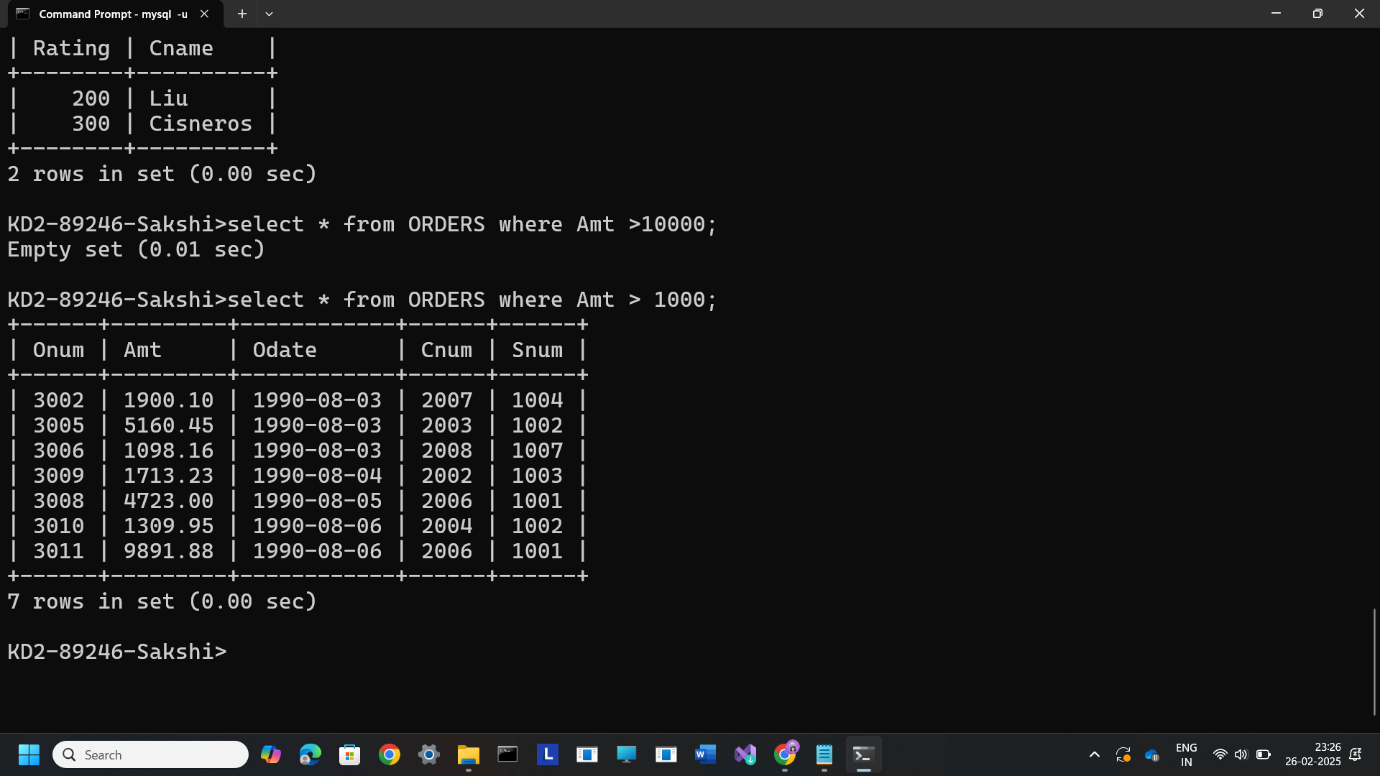 Command Prompt - mysql  -u
| Rating | Cname    |
+--------+----------+
|    200 | Liu      |
|    300 | Cisneros |
+--------+----------+
2 rows in set (0.00 sec)
KD2-89246-Sakshi>select * from ORDERS where Amt >10000;
Empty set (0.01 sec)
KD2-89246-Sakshi>select * from ORDERS where Amt > 1000;
+------+---------+------------+------+------+
| Onum | Amt     | Odate      | Cnum | Snum |
+------+---------+------------+------+------+
| 3002 | 1900.10 | 1990-08-03 | 2007 | 1004 |
| 3005 | 5160.45 | 1990-08-03 | 2003 | 1002 |
| 3006 | 1098.16 | 1990-08-03 | 2008 | 1007 |
| 3009 | 1713.23 | 1990-08-04 | 2002 | 1003 |
| 3008 | 4723.00 | 1990-08-05 | 2006 | 1001 |
| 3010 | 1309.95 | 1990-08-06 | 2004 | 1002 |
| 3011 | 9891.88 | 1990-08-06 | 2006 | 1001 |
+------+---------+------------+------+------+
7 rows in set (0.00 sec)
KD2-89246-Sakshi>
Search
L
W
ENG
IN
23:26
26-02-2025